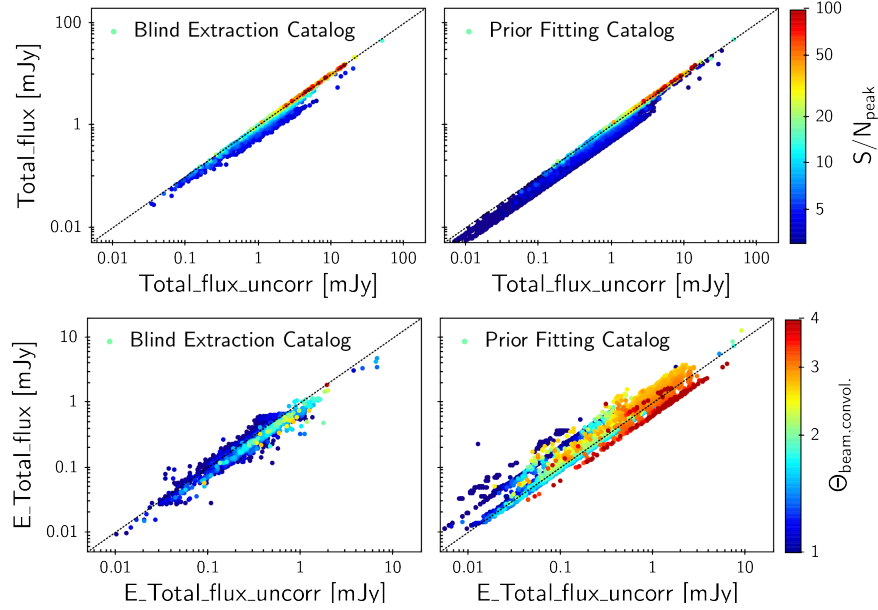 Blind Extraction Catalog
Prior Fitting Catalog
Total_flux [mJy]
100
1
0.01
0.01 0.1 1 10 100
0.01 0.1 1 10 100
Total_flux_uncorr [mJy]
Total_flux_uncorr [mJy]
100
50
20
10
5
S/Npeak
Blind Extraction Catalog
Prior Fitting Catalog
E_Total_flux [mJy]
10
1
0.1
0.01
0.01 0.1 1 10
0.01 0.1 1 10
E_Total_flux_uncorr [mJy]
E_Total_flux_uncorr [mJy]
4
3
2
1
Θbeam.convol.